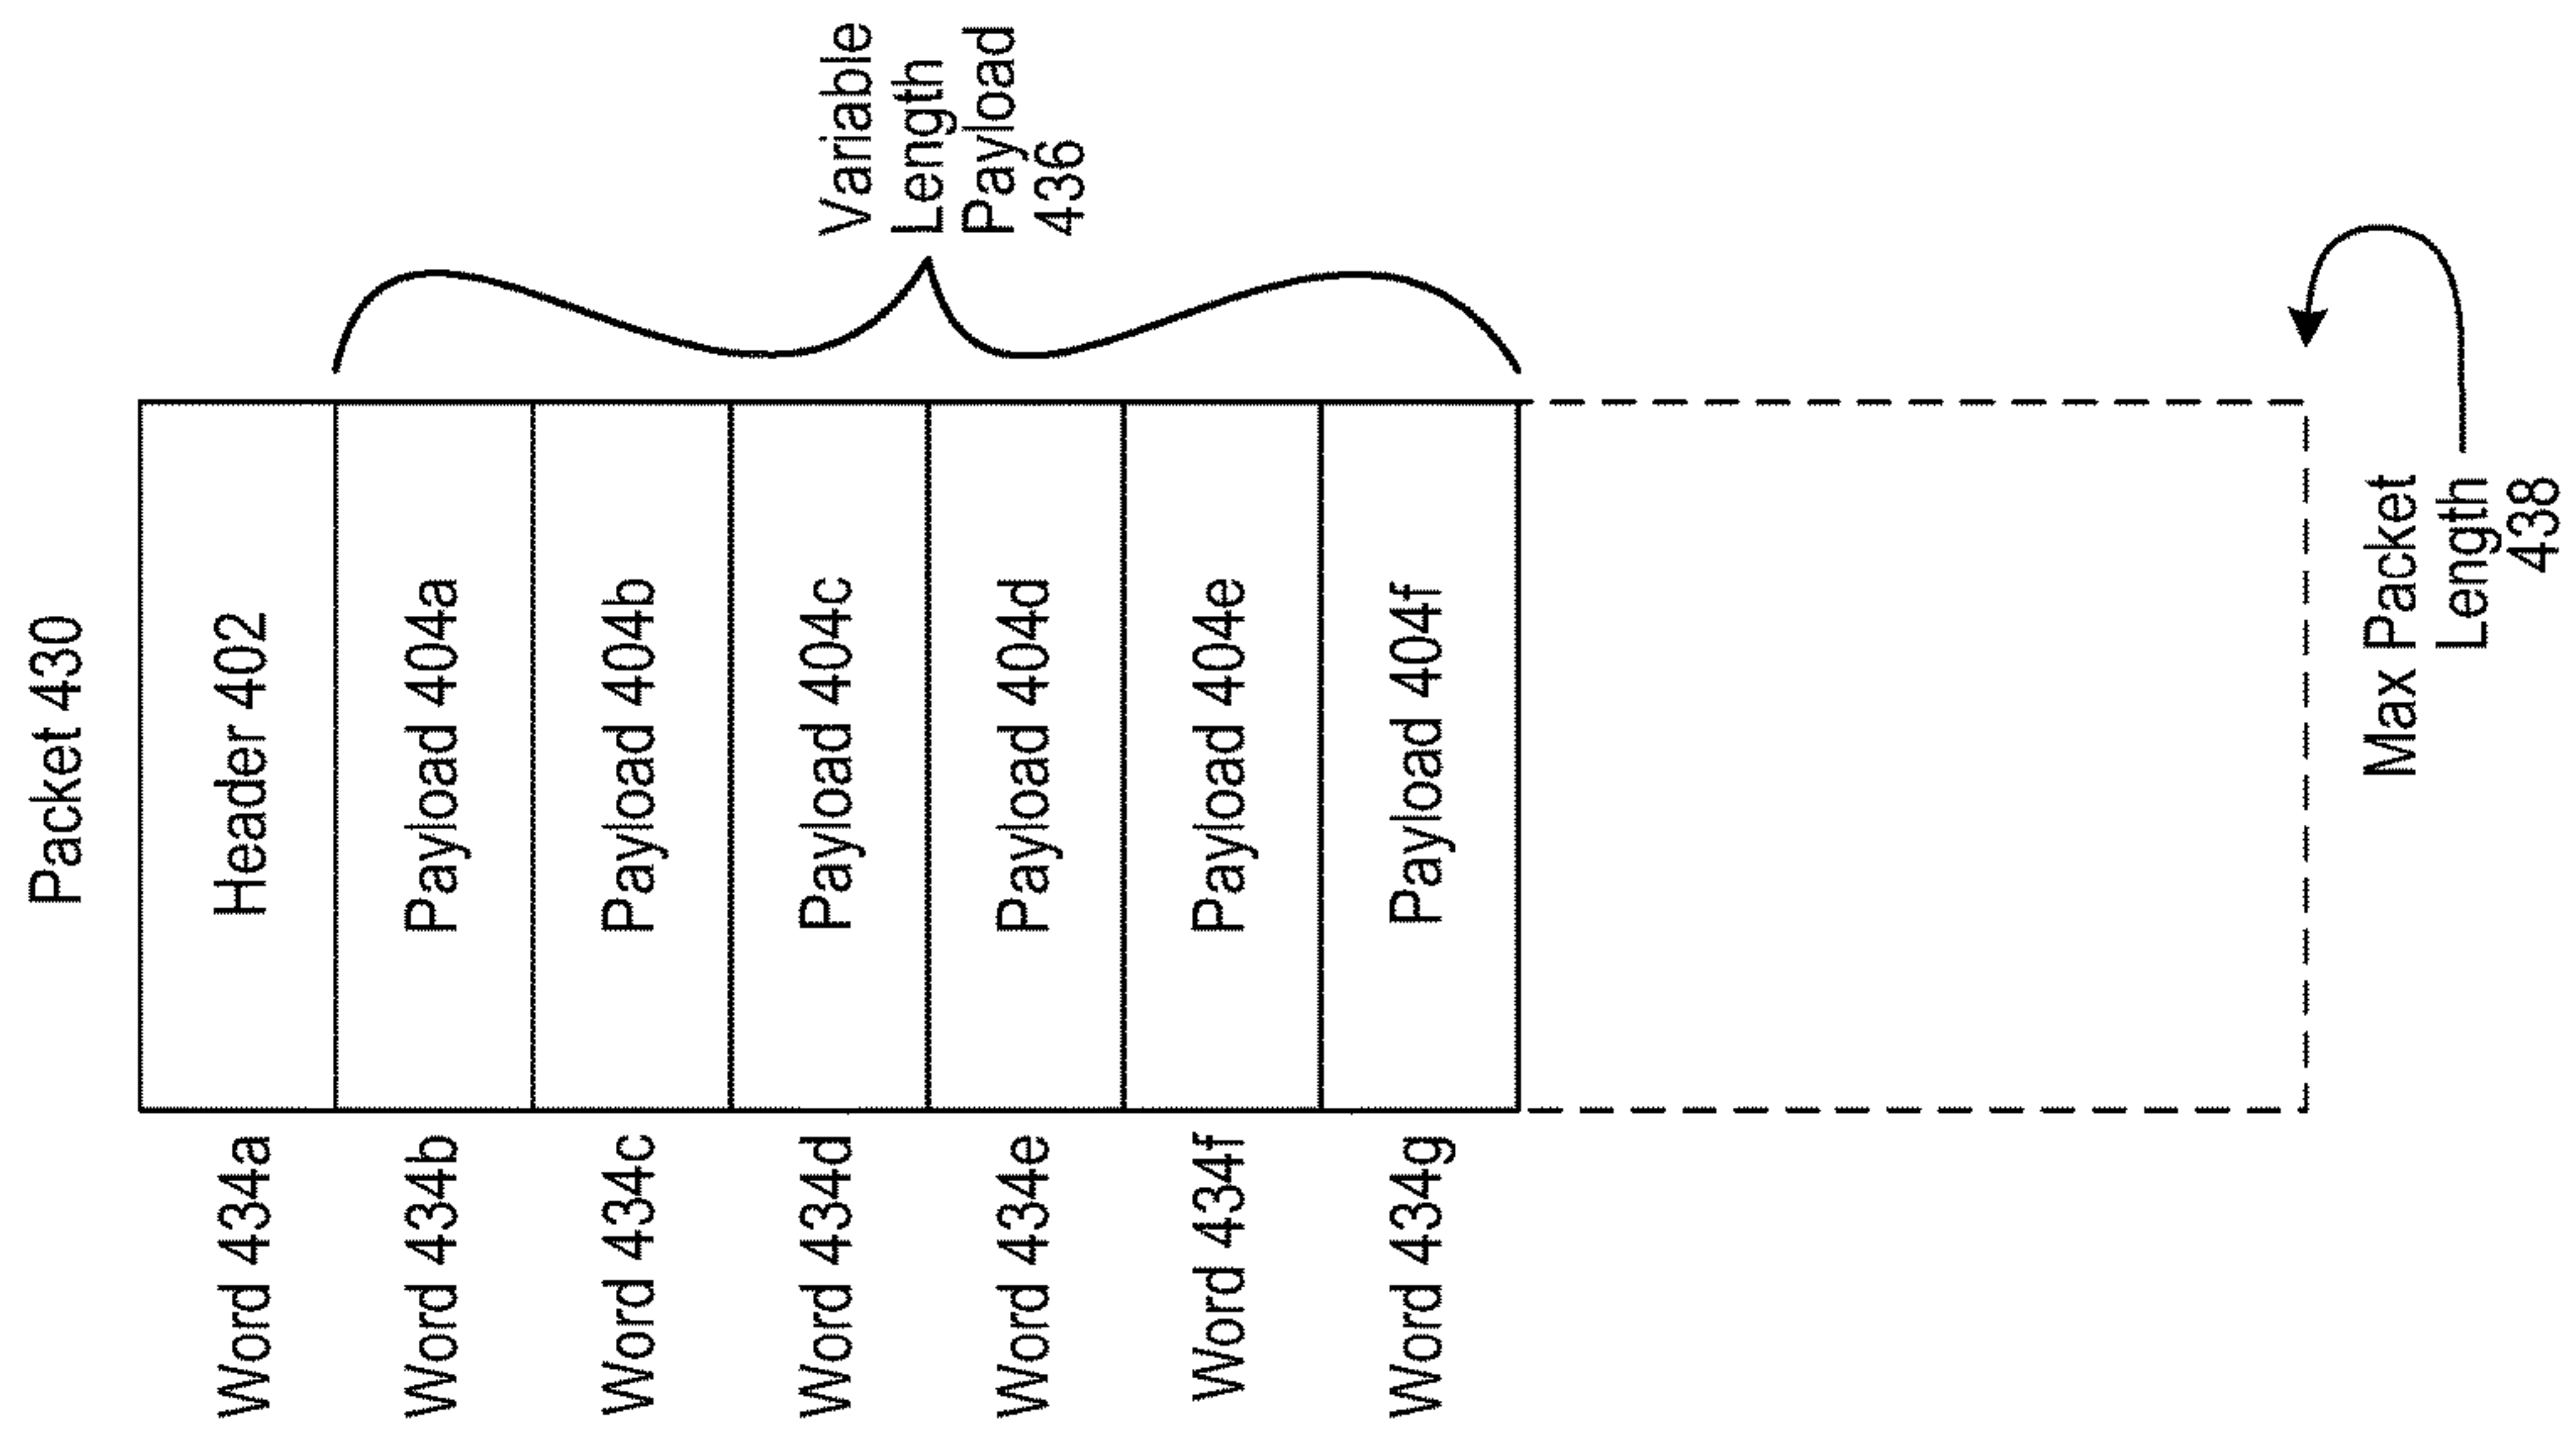 Packet 430
Word 434a
Header 402
Word 434b
Payload 404a
Word 434c
Payload 404b
Word 434d
Payload 404c
Word 434e
Payload 404d
Word 434f
Payload 404e
Word 434g
Payload 404f
Variable
Length
Payload
436
Max Packet
Length
438